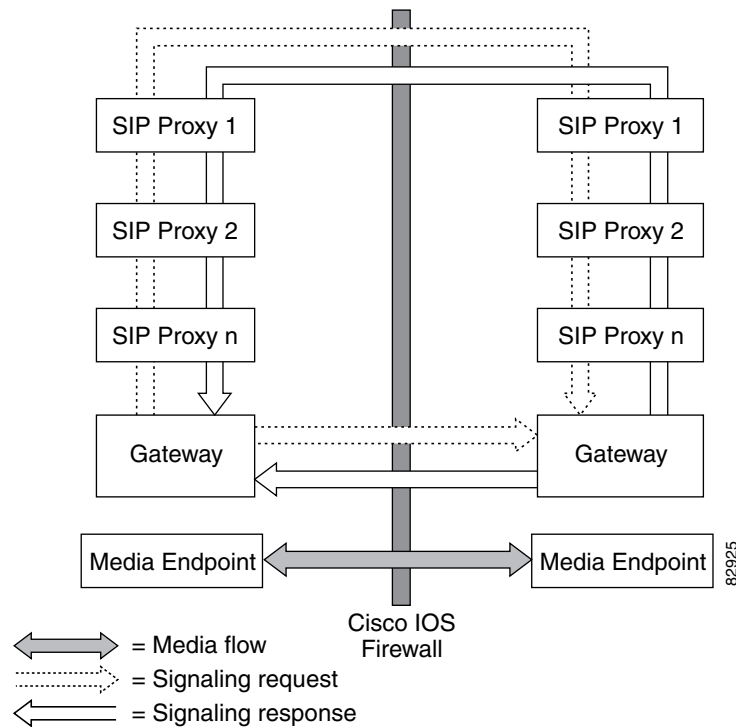 SIP Proxy 1
SIP Proxy 1
SIP Proxy 2
SIP Proxy 2
SIP Proxy n
SIP Proxy n
Gateway
Gateway
Media Endpoint
Media Endpoint
82925
Cisco IOS
Firewall
= Media flow
= Signaling request
= Signaling response